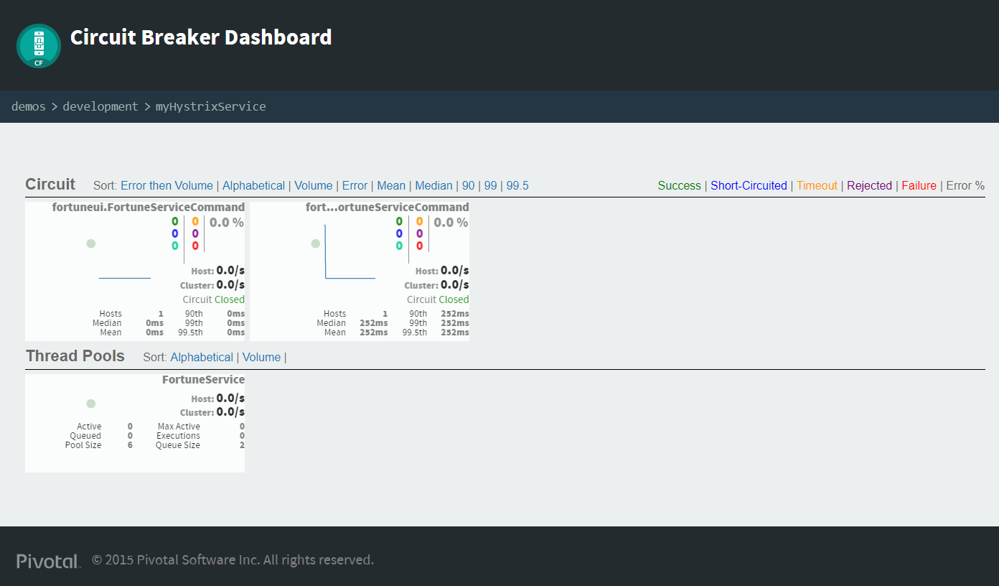 Circuit Breaker Dashboard
CF
demos > development > myHystrixService
Circuit Sort: Error then Volume | Alphabetical | Volume | Error | Mean | Median | 90 | 99 | 99.5 Success | Short-Circuited | Timeout | Rejected | Failure | Error %
fortuneui.FortuneServiceCommand
0 0 0.0 %
0 0
0 0
Host: 0.0/s
Cluster: 0.0/s
Circuit Closed
Hosts 1 90th 0ms
Median 0ms 99th 0ms
Mean 0ms 99.5th 0ms
fort...ortuneServiceCommand
0 0 0.0 %
0 0
0 0
Host: 0.0/s
Cluster: 0.0/s
Circuit Closed
Hosts 1 90th 252ms
Median 252ms 99th 252ms
Mean 252ms 99.5th 252ms
Thread Pools Sort: Alphabetical | Volume |
FortuneService
Host: 0.0/s
Cluster: 0.0/s
Active 0 Max Active 0
Queued 0 Executions 0
Pool Size 6 Queue Size 2
Pivotal © 2015 Pivotal Software Inc. All rights reserved.